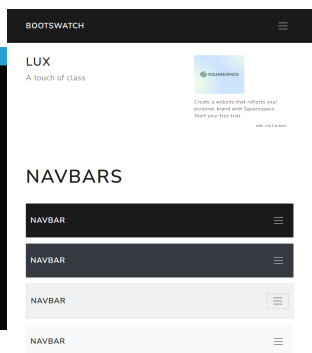 BOOTSWATCH
LUX
A touch of class
SQUARESPACE
Create a website that reflects your
personal brand with Squarespace.
Start your free trial.
ads via Carbon
NAVBARS
NAVBAR
NAVBAR
NAVBAR
NAVBAR